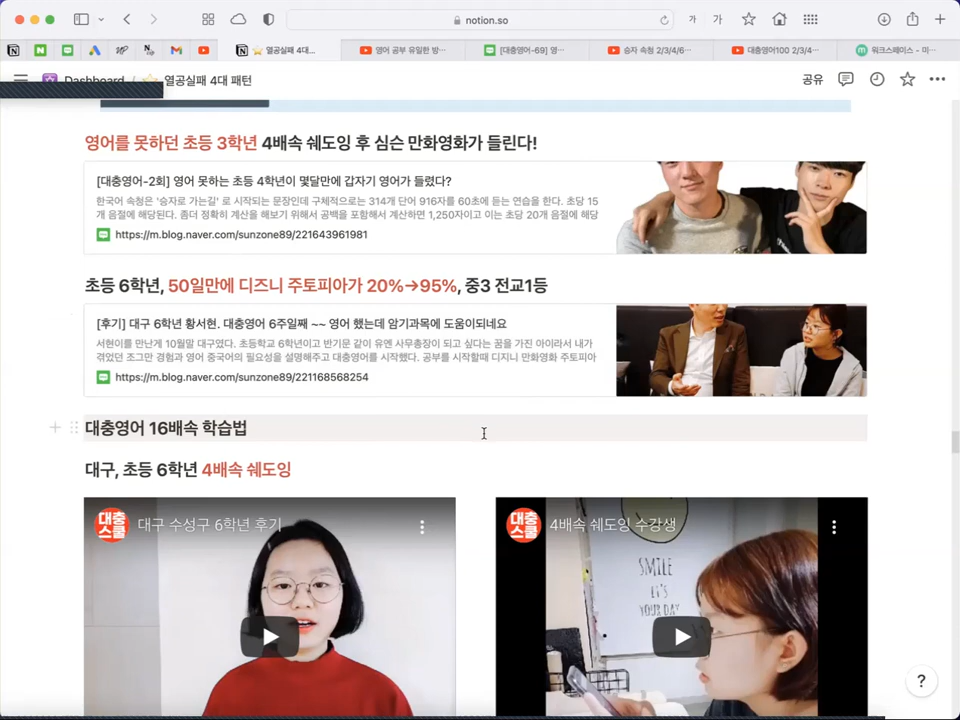 notion.so
열공실패 4대...
영어 공부 유일한 방...
[대충영어-69] 영...
승자 속청 2/3/4/6...
대충영어100 2/3/4...
워크스페이스 - 미...
Dashboard / 열공실패 4대 패턴
공유
영어를 못하던 초등 3학년 4배속 쉐도잉 후 심슨 만화영화가 들린다!
[대충영어-2회] 영어 못하는 초등 4학년이 몇달만에 갑자기 영어가 들렸다?
한국어 속청은 '승자로 가는길' 로 시작되는 문장인데 구체적으로는 314개 단어 916자를 60초에 듣는 연습을 한다. 초당 15
개 음절에 해당된다. 좀더 정확히 계산을 해보기 위해서 공백을 포함해서 계산하면 1,250자이고 이는 초당 20개 음절에 해당
https://m.blog.naver.com/sunzone89/221643961981
초등 6학년, 50일만에 디즈니 주토피아가 20%→95%, 중3 전교1등
[후기] 대구 6학년 황서현. 대충영어 6주일째 ~~ 영어 했는데 암기과목에 도움이되네요
서현이를 만난게 10월말 대구였다. 초등학교 6학년이고 반기문 같이 유엔 사무총장이 되고 싶다는 꿈을 가진 아이라서 내가
겪었던 조그만 경험과 영어 중국어의 필요성을 설명해주고 대충영어를 시작했다. 공부를 시작할때 디즈니 만화영화 주토피아
https://m.blog.naver.com/sunzone89/221168568254
대충영어 16배속 학습법
대구, 초등 6학년 4배속 쉐도잉
대충
스쿨
대구 수성구 6학년 후기
대충
스쿨
4배속 쉐도잉 수강생
SMILE
IT'S
YOUR DAY
?